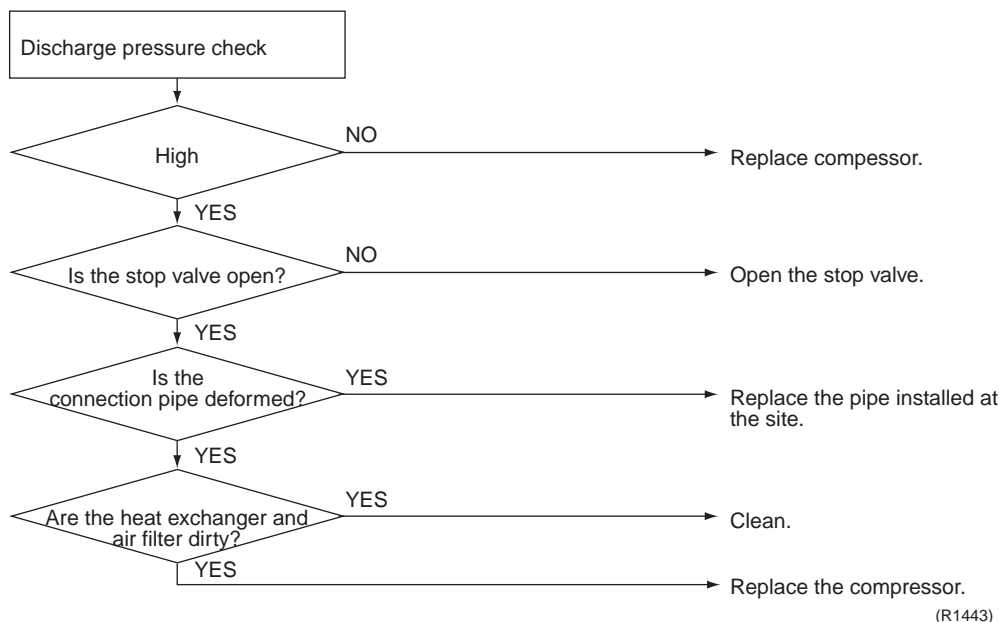 Discharge pressure check
High
NO
Replace compessor.
YES
Is the stop valve open?
NO
Open the stop valve.
YES
Is the
connection pipe deformed?
YES
Replace the pipe installed at
the site.
YES
Are the heat exchanger and
air filter dirty?
YES
Clean.
YES
Replace the compressor.
(R1443)